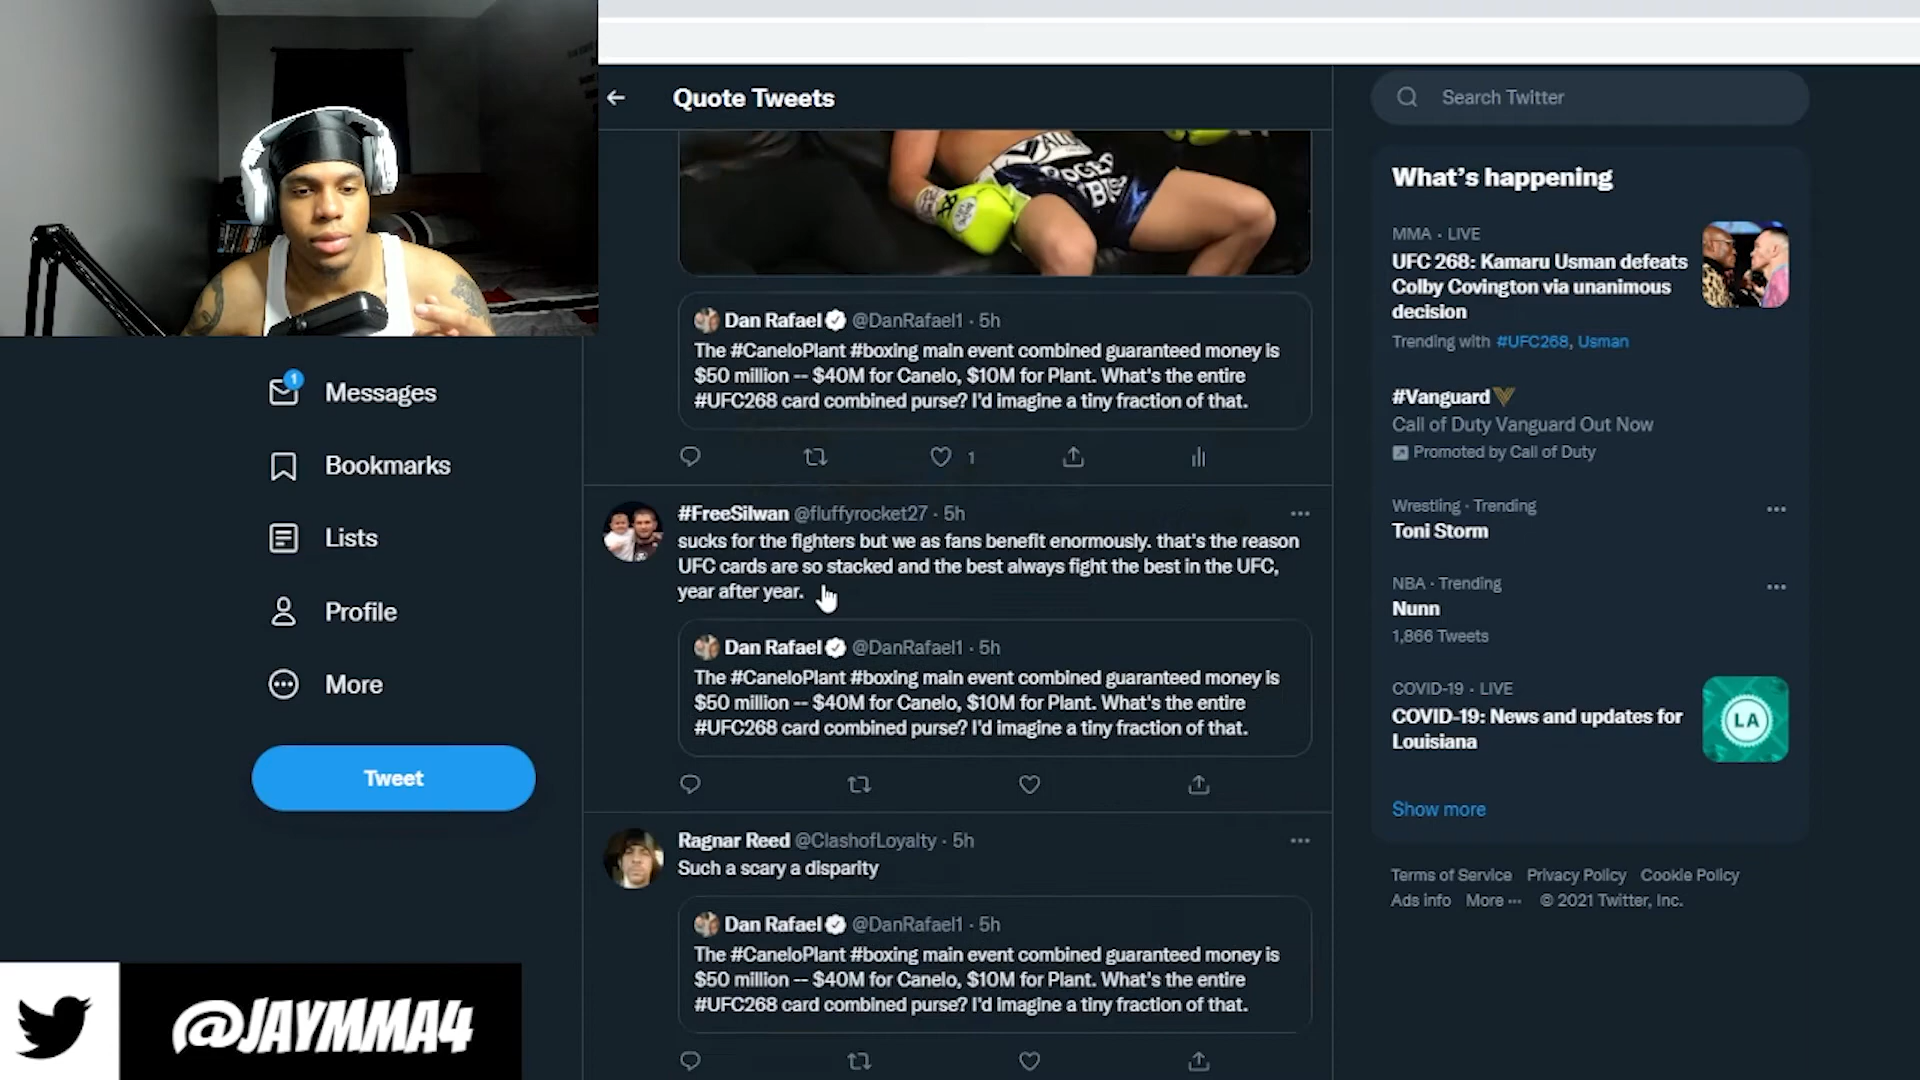 Quote Tweets
Search Twitter
Dan Rafael @DanRafael1 · 5h
The #CaneloPlant #boxing main event combined guaranteed money is
$50 million -- $40M for Canelo, $10M for Plant. What's the entire
#UFC268 card combined purse? I'd imagine a tiny fraction of that.
1
#FreeSilwan @fluffyrocket27 · 5h
sucks for the fighters but we as fans benefit enormously. that's the reason
UFC cards are so stacked and the best always fight the best in the UFC,
year after year.
Dan Rafael @DanRafael1 · 5h
The #CaneloPlant #boxing main event combined guaranteed money is
$50 million -- $40M for Canelo, $10M for Plant. What's the entire
#UFC268 card combined purse? I'd imagine a tiny fraction of that.
Ragnar Reed @ClashofLoyalty · 5h
Such a scary a disparity
Dan Rafael @DanRafael1 · 5h
The #CaneloPlant #boxing main event combined guaranteed money is
$50 million -- $40M for Canelo, $10M for Plant. What's the entire
#UFC268 card combined purse? I'd imagine a tiny fraction of that.
1
Messages
Bookmarks
Lists
Profile
More
Tweet
@JAYMMA4
What's happening
MMA · LIVE
UFC 268: Kamaru Usman defeats
Colby Covington via unanimous
decision
Trending with #UFC268, Usman
#Vanguard
Call of Duty Vanguard Out Now
Promoted by Call of Duty
Wrestling · Trending
Toni Storm
NBA · Trending
Nunn
1,866 Tweets
COVID-19 · LIVE
COVID-19: News and updates for
Louisiana
LA
Show more
Terms of Service Privacy Policy Cookie Policy
Ads info More ··· © 2021 Twitter, Inc.